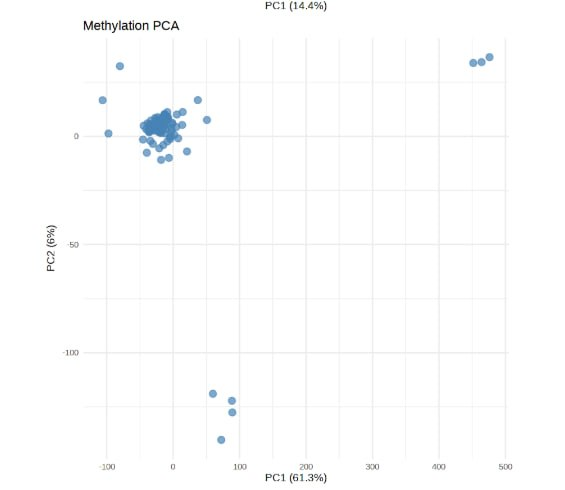 PC1 (14.4%)
Methylation PCA
0
-50
-100
PC2 (6%)
-100 0 100 200 300 400 500
PC1 (61.3%)